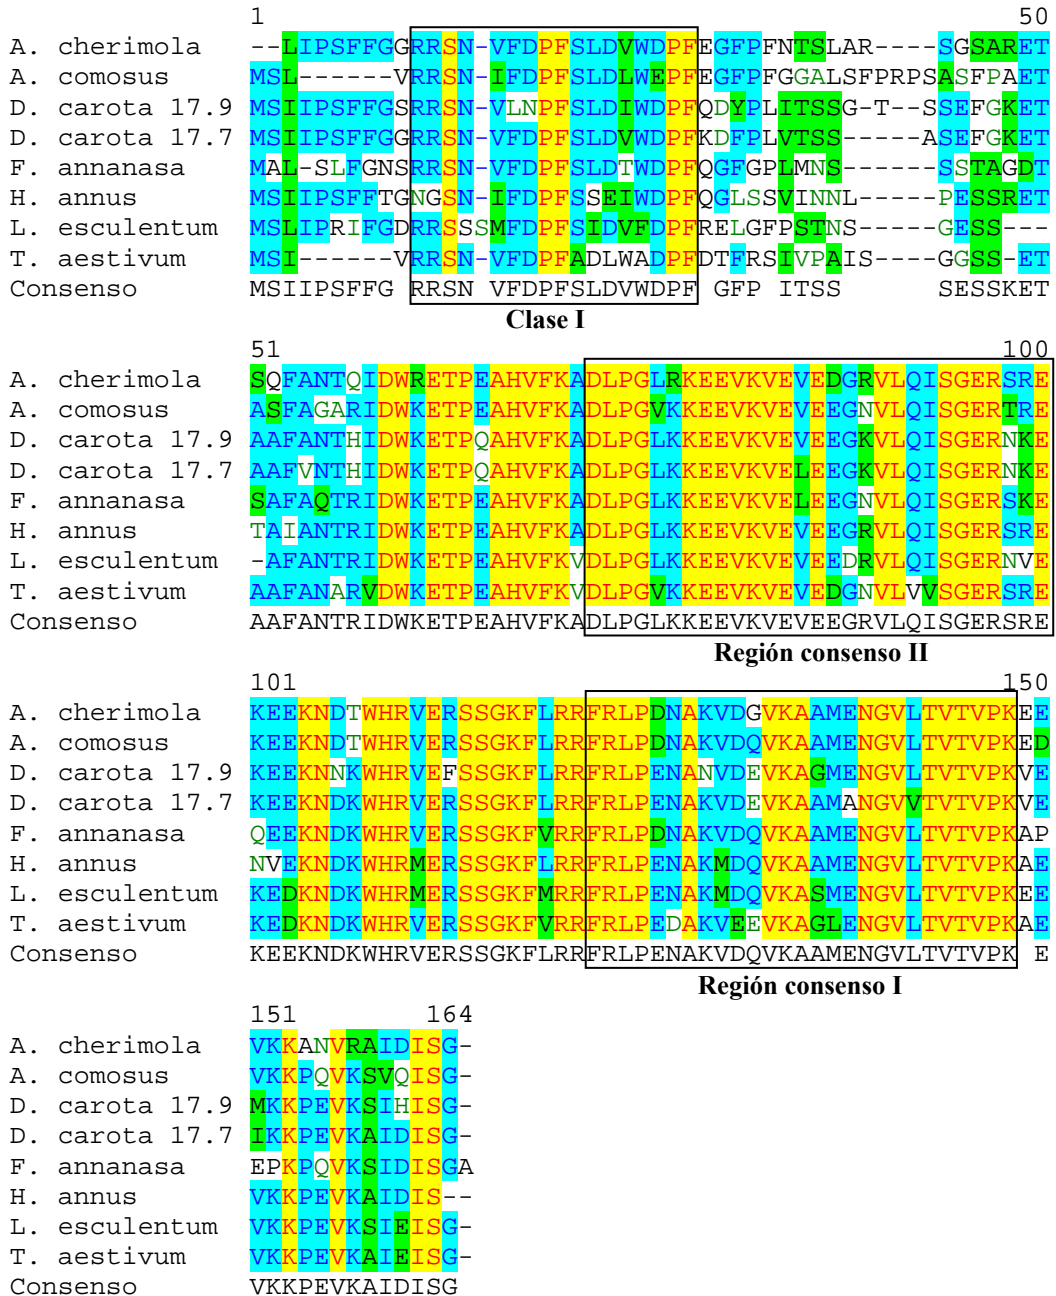 1 50
A. cherimola --LIPSFFGGRRSN-VFDPFSLDVWDPFEGFPFNTSLAR----SGSARET
A. comosus MSL------VRRSN-IFDPFSLDLWEPFEGFPFGGALSFPRPSASFPAET
D. carota 17.9 MSIIPSFFGSRRSN-VLNPFSLDIWDPFQDYPLITSSG-T--SSEFGKET
D. carota 17.7 MSIIPSFFGGRRSN-VFDPFSLDVWDPFKDFPLVTSS-----ASEFGKET
F. annanasa MAL-SLFGNSRRSN-VFDPFSLDTWDPFQGFGPLMNS------SSTAGDT
H. annus MSIIPSFFTGNGSN-IFDPFSSEIWDPFQGLSSVINNL-----PESSRET
L. esculentum MSLIPRIFGDRRSSSMFDPFSIDVFDPFRELGFPSTNS-----GESS---
T. aestivum MSI------VRRSN-VFDPFADLWADPFDTFRSIVPAIS----GGSS-ET
Consenso MSIIPSFFG RRSN VFDPFSLDVWDPF GFP ITSS SESSKET
Clase I
51 100
A. cherimola SQFANTQIDWRETPEAHVFKADLPGLRKEEVKVEVEDGRVLQISGERSRE
A. comosus ASFAGARIDWKETPEAHVFKADLPGVKKEEVKVEVEEGNVLQISGERTRE
D. carota 17.9 AAFANTHIDWKETPQAHVFKADLPGLKKEEVKVEVEEGKVLQISGERNKE
D. carota 17.7 AAFVNTHIDWKETPQAHVFKADLPGLKKEEVKVELEEGKVLQISGERNKE
F. annanasa SAFAQTRIDWKETPEAHVFKADLPGLKKEEVKVELEEGNVLQISGERSKE
H. annus TAIANTRIDWKETPEAHVFKADLPGLKKEEVKVEVEEGRVLQISGERSRE
L. esculentum -AFANTRIDWKETPEAHVFKVDLPGLKKEEVKVEVEEDRVLQISGERNVE
T. aestivum AAFANARVDWKETPEAHVFKVDLPGVKKEEVKVEVEDGNVLVVSGERSRE
Consenso AAFANTRIDWKETPEAHVFKADLPGLKKEEVKVEVEEGRVLQISGERSRE
Región consenso II
101 150
A. cherimola KEEKNDTWHRVERSSGKFLRRFRLPDNAKVDGVKAAMENGVLTVTVPKEE
A. comosus KEEKNDTWHRVERSSGKFLRRFRLPDNAKVDQVKAAMENGVLTVTVPKED
D. carota 17.9 KEEKNNKWHRVEFSSGKFLRRFRLPENANVDEVKAGMENGVLTVTVPKVE
D. carota 17.7 KEEKNDKWHRVERSSGKFLRRFRLPENAKVDEVKAAMANGVVTVTVPKVE
F. annanasa QEEKNDKWHRVERSSGKFVRRFRLPDNAKVDQVKAAMENGVLTVTVPKAP
H. annus NVEKNDKWHRMERSSGKFLRRFRLPENAKMDQVKAAMENGVLTVTVPKAE
L. esculentum KEDKNDKWHRMERSSGKFMRRFRLPENAKMDQVKASMENGVLTVTVPKEE
T. aestivum KEDKNDKWHRVERSSGKFVRRFRLPEDAKVEEVKAGLENGVLTVTVPKAE
Consenso KEEKNDKWHRVERSSGKFLRRFRLPENAKVDQVKAAMENGVLTVTVPK E
Región consenso I
151 164
A. cherimola VKKANVRAIDISG-
A. comosus VKKPQVKSVQISG-
D. carota 17.9 MKKPEVKSIHISG-
D. carota 17.7 IKKPEVKAIDISG-
F. annanasa EPKPQVKSIDISGA
H. annus VKKPEVKAIDIS--
L. esculentum VKKPEVKSIEISG-
T. aestivum VKKPEVKAIEISG-
Consenso VKKPEVKAIDISG